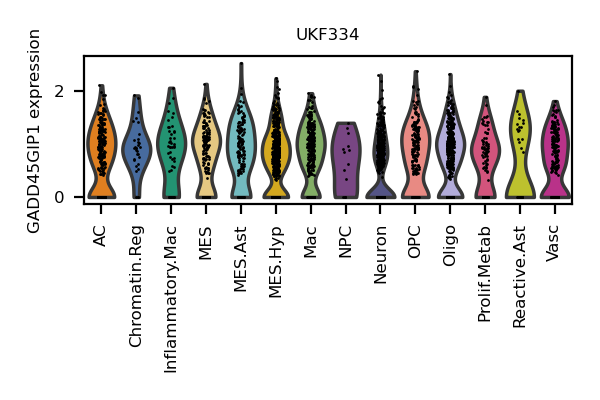 UKF334
GADD45GIP1 expression
2
0
AC
Chromatin.Reg
Inflammatory.Mac
MES
MES.Ast
MES.Hyp
Mac
NPC
Neuron
OPC
Oligo
Prolif.Metab
Reactive.Ast
Vasc